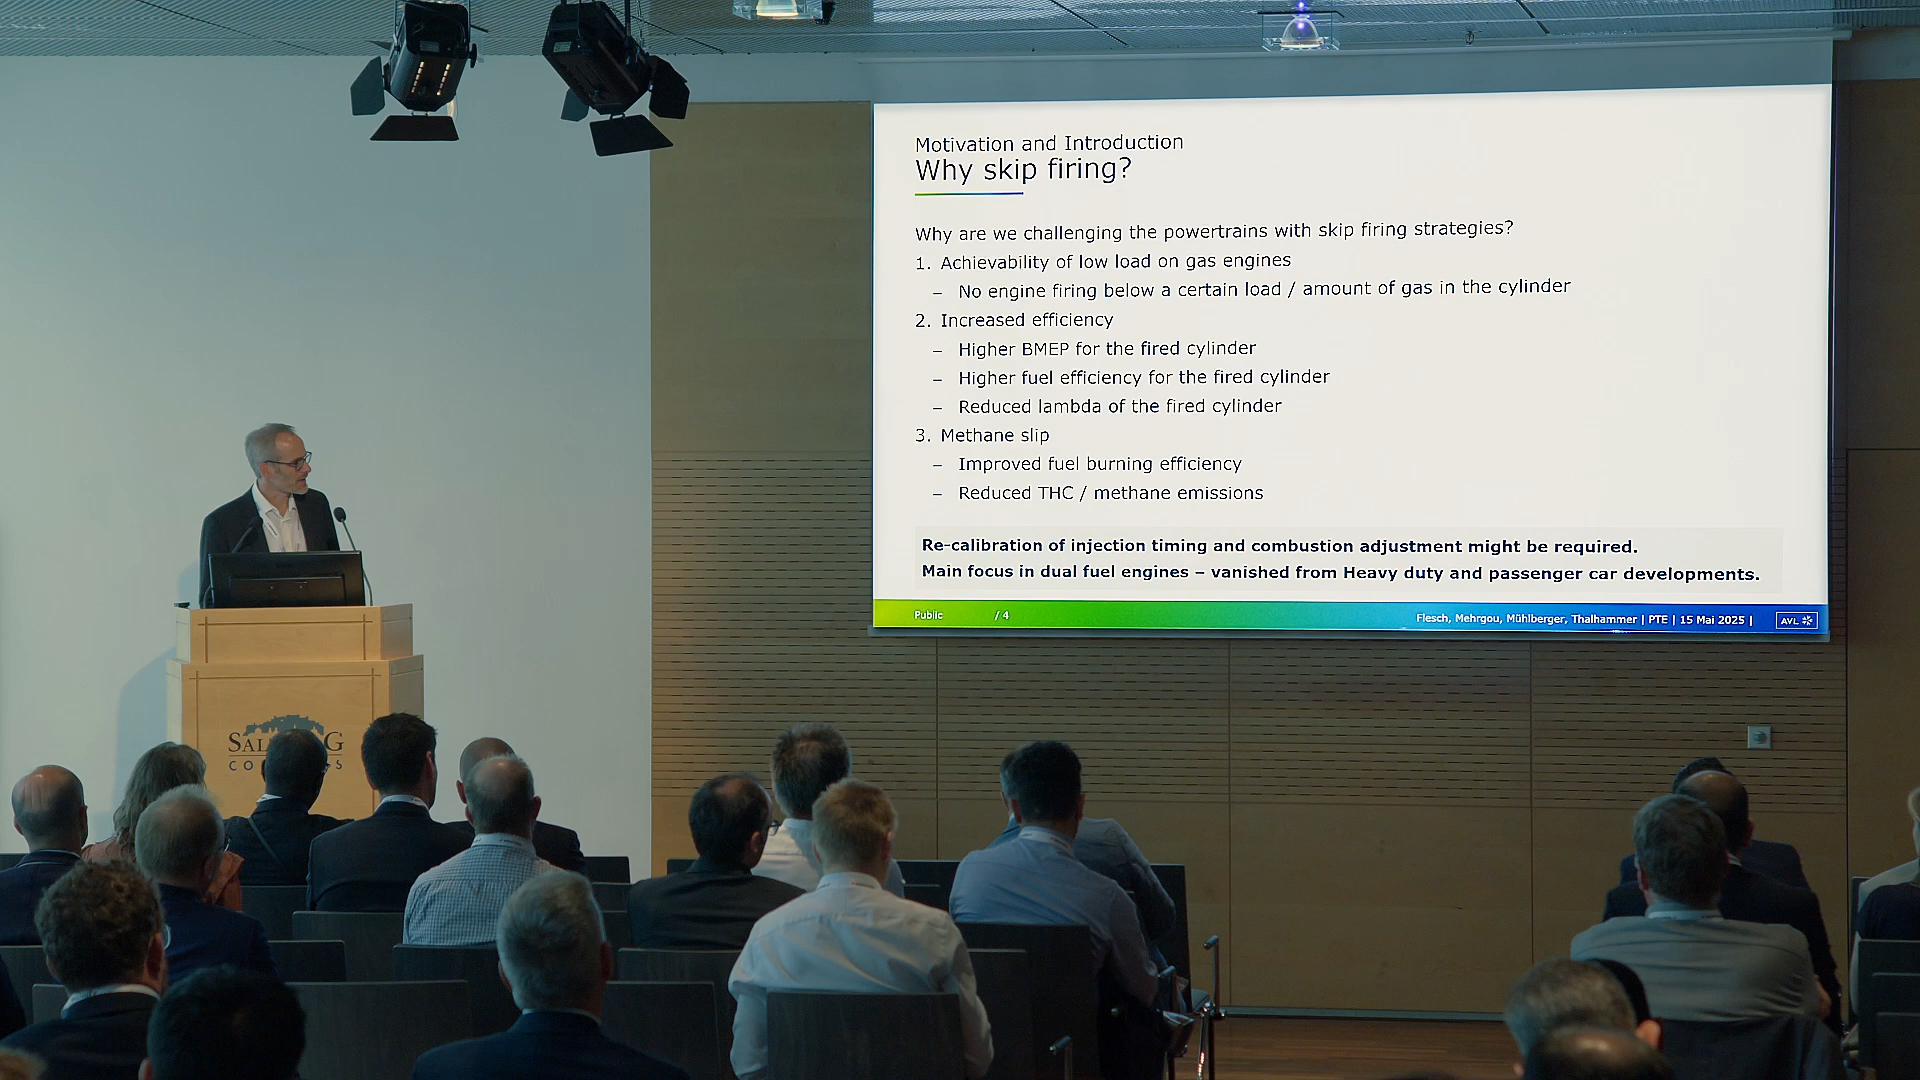 Motivation and Introduction
Why skip firing?
Why are we challenging the powertrains with skip firing strategies?
1. Achievability of low load on gas engines
– No engine firing below a certain load / amount of gas in the cylinder
2. Increased efficiency
– Higher BMEP for the fired cylinder
– Higher fuel efficiency for the fired cylinder
– Reduced lambda of the fired cylinder
3. Methane slip
– Improved fuel burning efficiency
– Reduced THC / methane emissions
Re-calibration of injection timing and combustion adjustment might be required.
Main focus in dual fuel engines – vanished from Heavy duty and passenger car developments.
Public / 4 Flesch, Mehrgou, Mühlberger, Thalhammer | PTE | 15 Mai 2025 | AVL